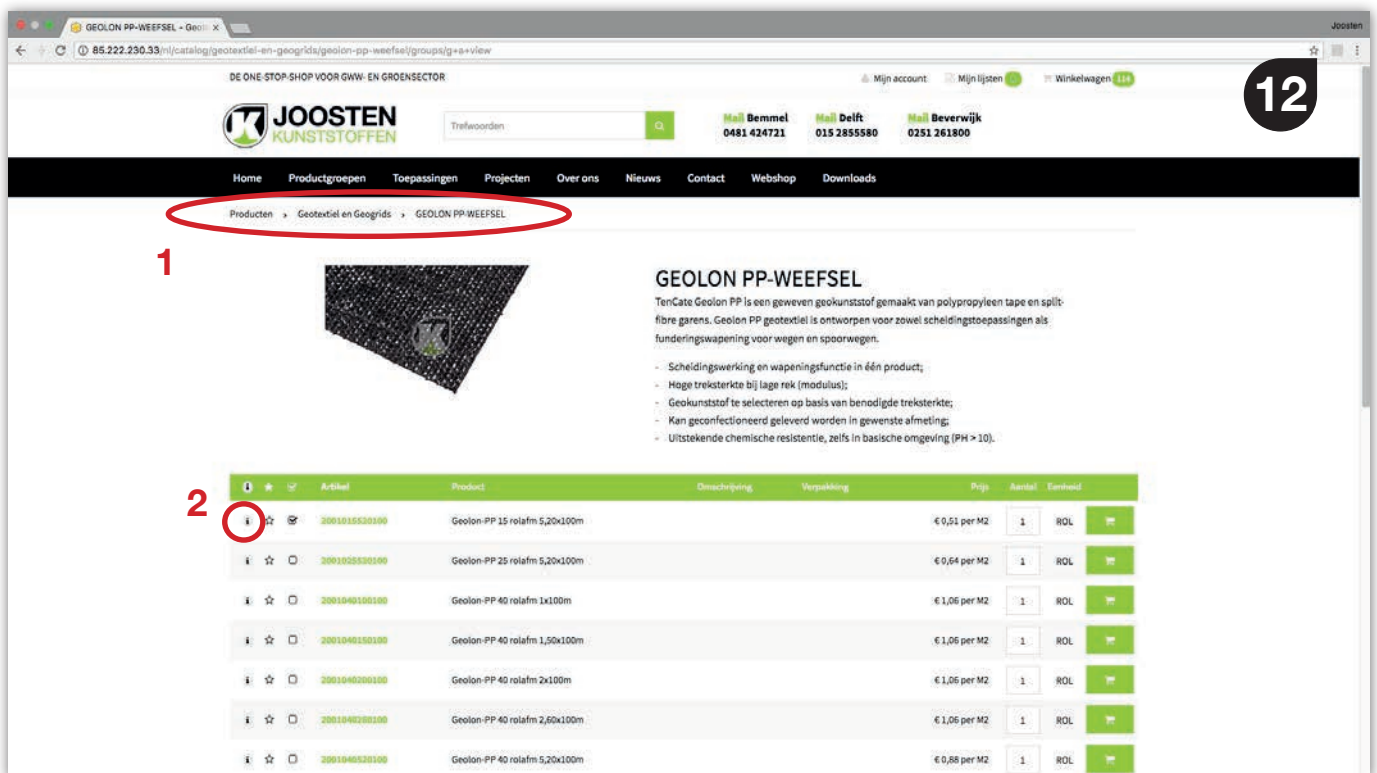 GEOLON PP-WEEFSEL - Geol
Joosten
85.222.230.33/nl/catalog/geotextiel-en-geogrids/geolon-pp-weefsel/groups/g+a+view
DE ONE-STOP-SHOP VOOR GWW- EN GROENSECTOR
Mijn account Mijn lijsten Winkelwagen 114
12
JOOSTEN
KUNSTSTOFFEN
Trefwoorden
Mail Bemmel Mail Delft Mail Beverwijk
0481 424721 015 2855580 0251 261800
Home Productgroepen Toepassingen Projecten Over ons Nieuws Contact Webshop Downloads
Producten > Geotextiel en Geogrids > GEOLON PP-WEEFSEL
1
GEOLON PP-WEEFSEL
TenCate Geolon PP is een geweven geokunststof gemaakt van polypropyleen tape en split-
fibre garens. Geolon PP geotextiel is ontworpen voor zowel scheidingstoepassingen als
funderingswapening voor wegen en spoorwegen.
- Scheidingswerking en wapeningsfunctie in één product;
- Hoge treksterkte bij lage rek (modulus);
- Geokunststof te selecteren op basis van benodigde treksterkte;
- Kan geconfectioneerd geleverd worden in gewenste afmeting;
- Uitstekende chemische resistentie, zelfs in basische omgeving (PH > 10).
2
Artikel Product Omschrijving Verpakking Prijs Aantal Eenheid
2001015520100 Geolon-PP 15 rolafm 5,20x100m € 0,51 per M2 1 ROL
2001025520100 Geolon-PP 25 rolafm 5,20x100m € 0,64 per M2 1 ROL
2001040100100 Geolon-PP 40 rolafm 1x100m € 1,06 per M2 1 ROL
2001040150100 Geolon-PP 40 rolafm 1,50x100m € 1,06 per M2 1 ROL
2001040200100 Geolon-PP 40 rolafm 2x100m € 1,06 per M2 1 ROL
2001040260100 Geolon-PP 40 rolafm 2,60x100m € 1,06 per M2 1 ROL
2001040520100 Geolon-PP 40 rolafm 5,20x100m € 0,88 per M2 1 ROL